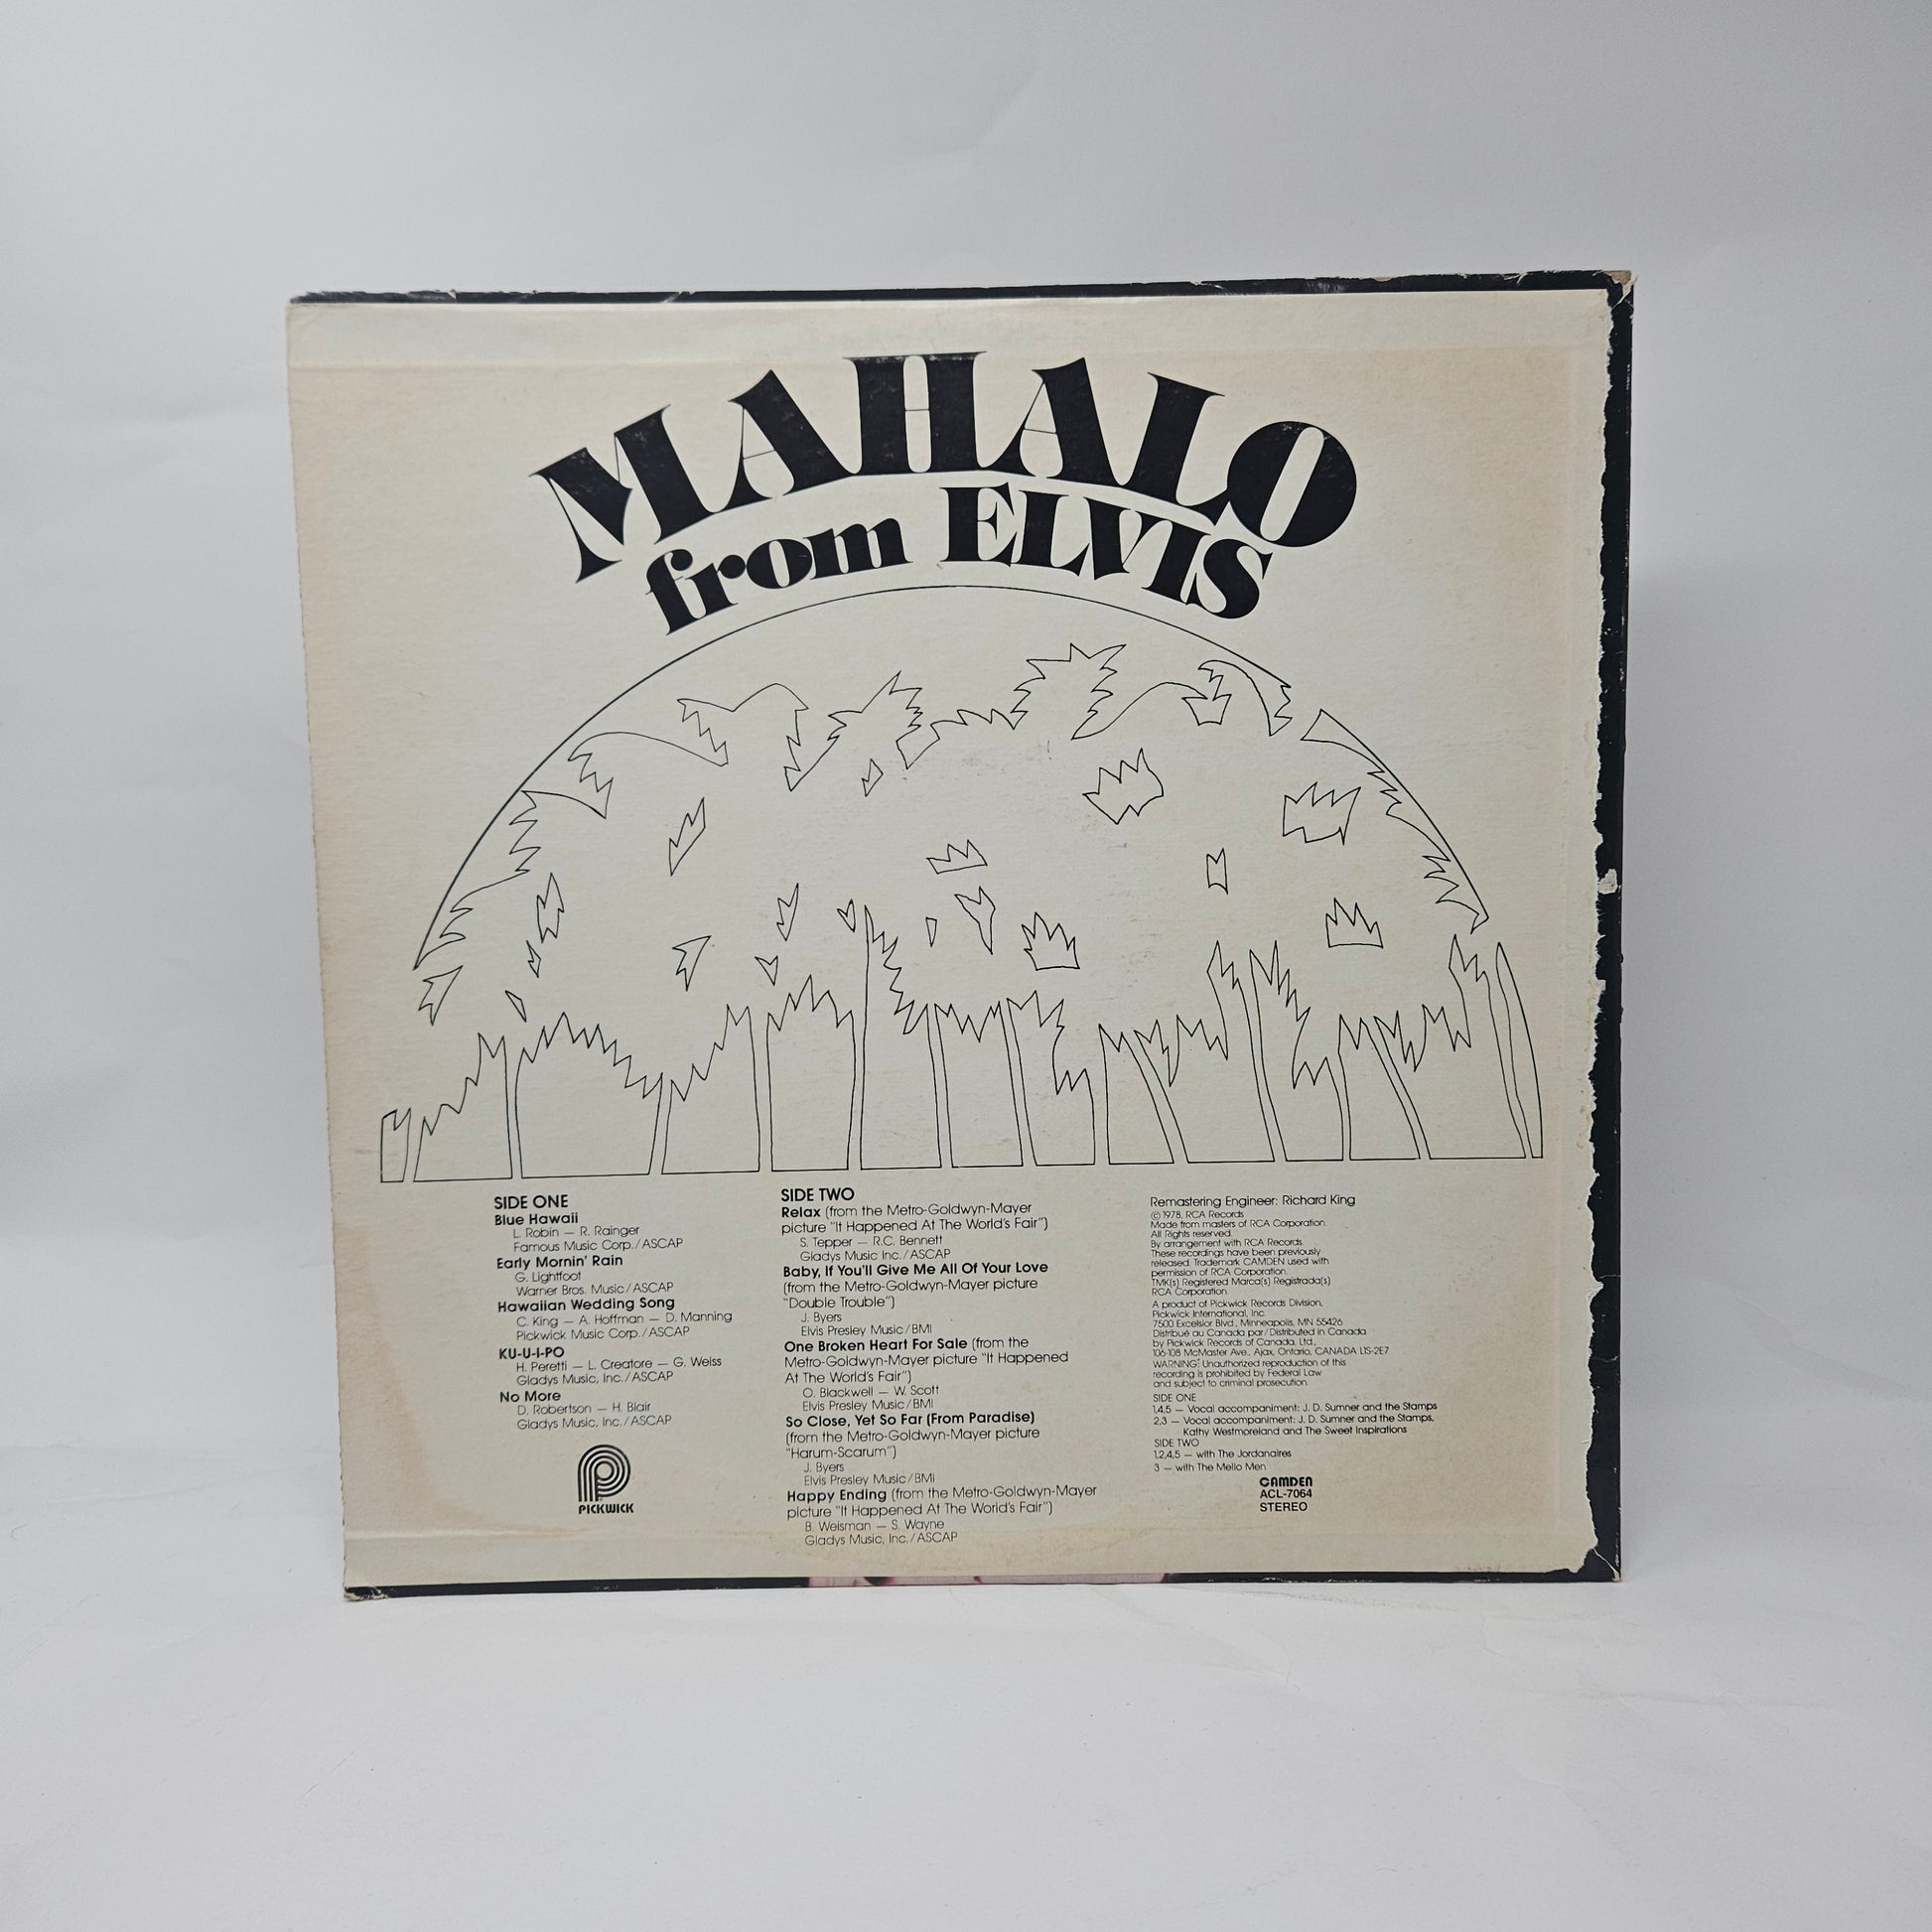 MAHALO
from ELVIS
SIDE ONE
Blue Hawaii
L. Robin — R. Rainger
Famous Music Corp./ASCAP
Early Mornin' Rain
G. Lightfoot
Warner Bros. Music/ASCAP
Hawaiian Wedding Song
C. King — A. Hoffman — D. Manning
Pickwick Music Corp./ASCAP
KU-U-I-PO
H. Peretti — L. Creatore — G. Weiss
Gladys Music, Inc./ASCAP
No More
D. Robertson — H. Blair
Gladys Music, Inc./ASCAP
PICKWICK
SIDE TWO
Relax (from the Metro-Goldwyn-Mayer
picture "It Happened At The World's Fair")
S. Tepper — R.C. Bennett
Gladys Music Inc./ASCAP
Baby, If You'll Give Me All Of Your Love
(from the Metro-Goldwyn-Mayer picture
"Double Trouble")
J. Byers
Elvis Presley Music/BMI
One Broken Heart For Sale (from the
Metro-Goldwyn-Mayer picture "It Happened
At The World's Fair")
O. Blackwell — W. Scott
Elvis Presley Music/BMI
So Close, Yet So Far (From Paradise)
(from the Metro-Goldwyn-Mayer picture
"Harum-Scarum")
J. Byers
Elvis Presley Music/BMI
Happy Ending (from the Metro-Goldwyn-Mayer
picture "It Happened At The World's Fair")
B. Weisman — S. Wayne
Gladys Music, Inc./ASCAP
Remastering Engineer: Richard King
© 1978, RCA Records
Made from masters of RCA Corporation.
All Rights reserved.
By arrangement with RCA Records.
These recordings have been previously
released. Trademark CAMDEN used with
permission of RCA Corporation.
TMK(s) Registered Marca(s) Registrada(s)
RCA Corporation.
A product of Pickwick Records Division,
Pickwick International, Inc.
7500 Excelsior Blvd., Minneapolis, MN 55426
Distribué au Canada par/Distributed in Canada
by Pickwick Records of Canada, Ltd.,
106-108 McMaster Ave., Ajax, Ontario, CANADA L1S-2E7
WARNING: Unauthorized reproduction of this
recording is prohibited by Federal Law
and subject to criminal prosecution.
SIDE ONE
1,4,5 — Vocal accompaniment: J. D. Sumner and the Stamps
2,3 — Vocal accompaniment: J. D. Sumner and the Stamps,
Kathy Westmoreland and The Sweet Inspirations
SIDE TWO
1,2,4,5 — with The Jordanaires
3 — with The Mello Men
CAMDEN
ACL-7064
STEREO